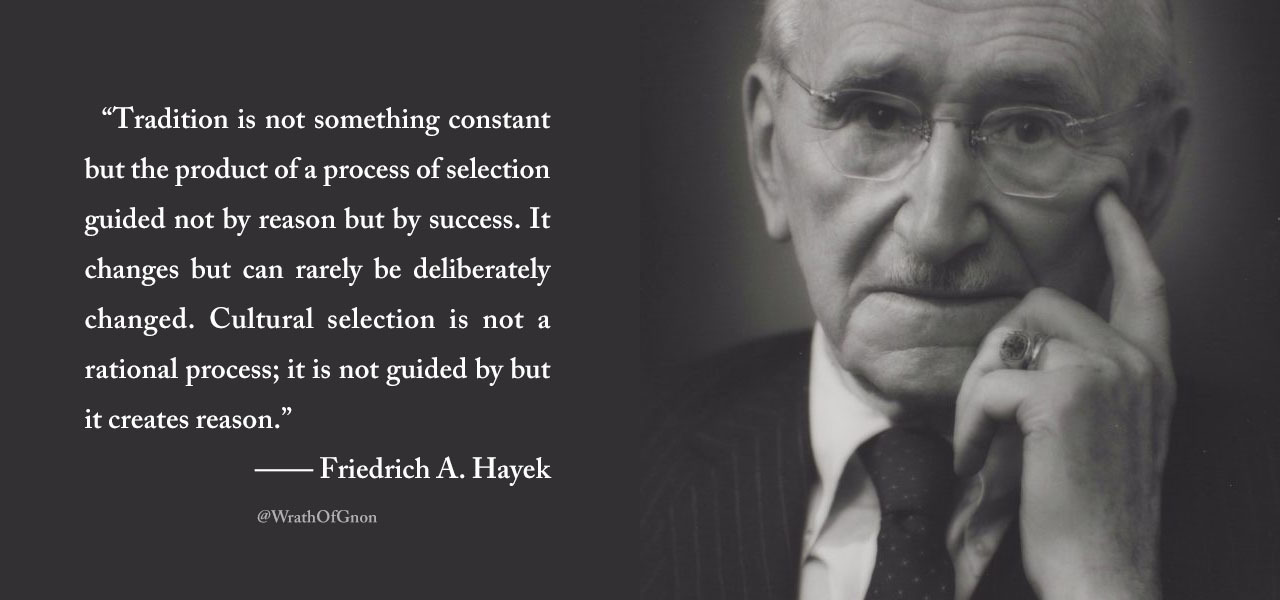 “Tradition is not something constant
but the product of a process of selection
guided not by reason but by success. It
changes but can rarely be deliberately
changed. Cultural selection is not a
rational process; it is not guided by but
it creates reason.”
—— Friedrich A. Hayek
@WrathOfGnon